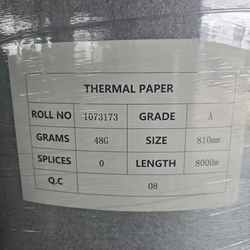 THERMAL PAPER
ROLL NO 1073173 GRADE A
GRAMS 48G SIZE 810mm
SPLICES 0 LENGTH 8000m
Q.C 08